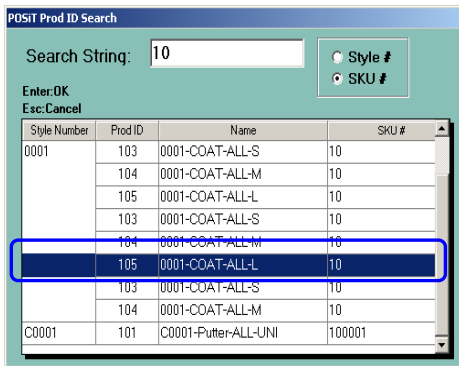 POSiT Prod ID Search
Search String: 10
Style #
SKU #
Enter:OK
Esc:Cancel
Style Number Prod ID Name SKU #
0001 103 0001-COAT-ALL-S 10
104 0001-COAT-ALL-M 10
105 0001-COAT-ALL-L 10
103 0001-COAT-ALL-S 10
104 0001-COAT-ALL-M 10
105 0001-COAT-ALL-L 10
103 0001-COAT-ALL-S 10
104 0001-COAT-ALL-M 10
C0001 101 C0001-Putter-ALL-UNI 100001